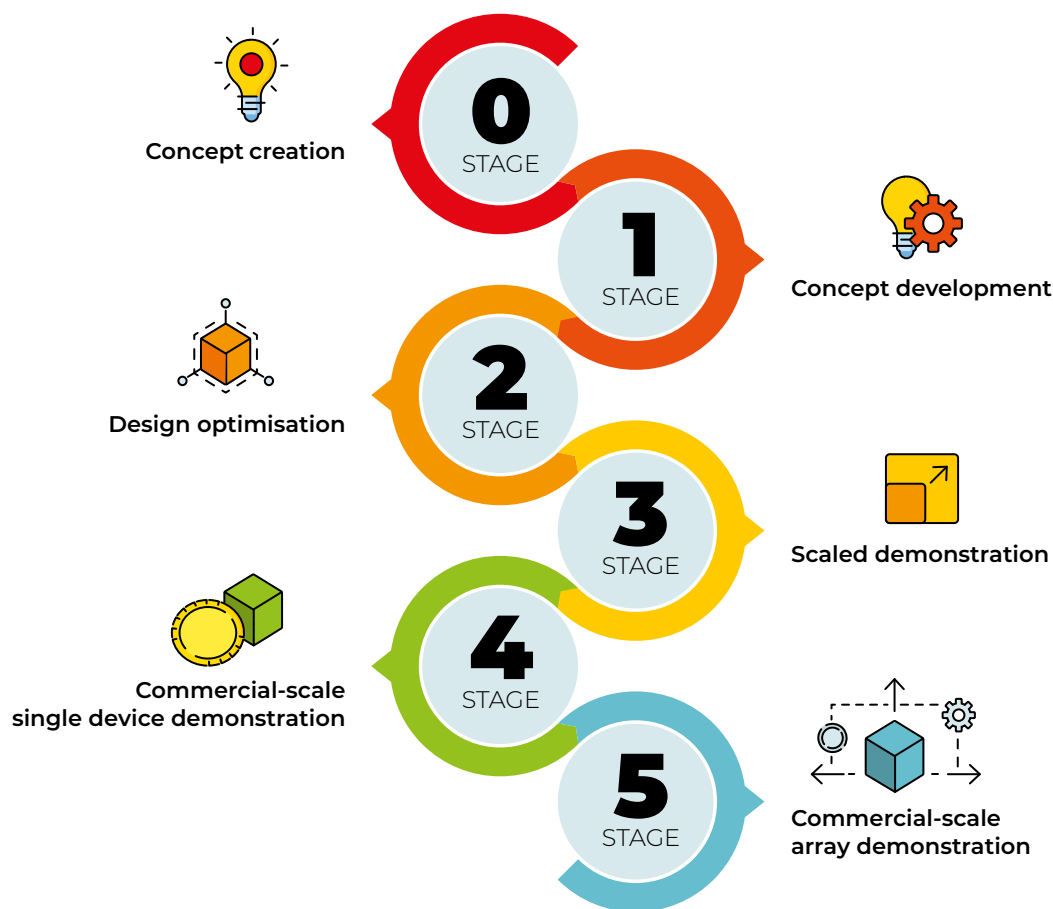 0
STAGE
Concept creation
1
STAGE
Concept development
2
STAGE
Design optimisation
3
STAGE
Scaled demonstration
4
STAGE
Commercial-scale
single device demonstration
5
STAGE
Commercial-scale
array demonstration